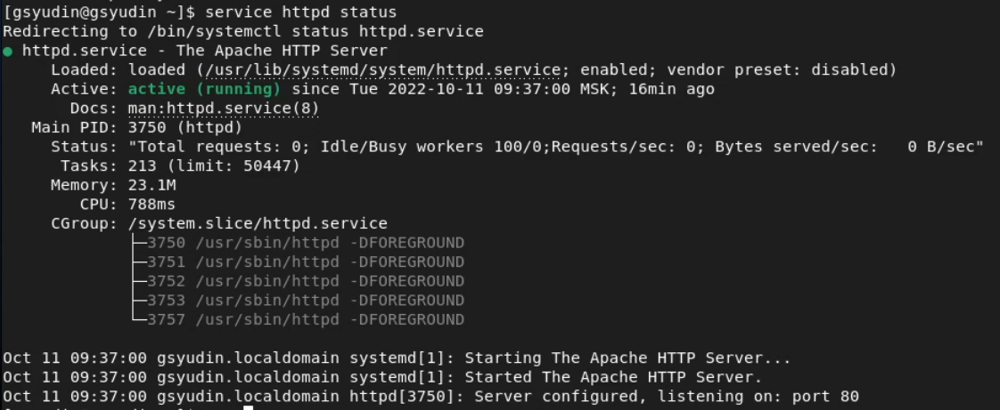 [gsyudin@gsyudin ~]$ service httpd status
Redirecting to /bin/systemctl status httpd.service
● httpd.service - The Apache HTTP Server
     Loaded: loaded (/usr/lib/systemd/system/httpd.service; enabled; vendor preset: disabled)
     Active: active (running) since Tue 2022-10-11 09:37:00 MSK; 16min ago
       Docs: man:httpd.service(8)
   Main PID: 3750 (httpd)
     Status: "Total requests: 0; Idle/Busy workers 100/0;Requests/sec: 0; Bytes served/sec:   0 B/sec"
      Tasks: 213 (limit: 50447)
     Memory: 23.1M
        CPU: 788ms
     CGroup: /system.slice/httpd.service
             ├─3750 /usr/sbin/httpd -DFOREGROUND
             ├─3751 /usr/sbin/httpd -DFOREGROUND
             ├─3752 /usr/sbin/httpd -DFOREGROUND
             ├─3753 /usr/sbin/httpd -DFOREGROUND
             └─3757 /usr/sbin/httpd -DFOREGROUND

Oct 11 09:37:00 gsyudin.localdomain systemd[1]: Starting The Apache HTTP Server...
Oct 11 09:37:00 gsyudin.localdomain systemd[1]: Started The Apache HTTP Server.
Oct 11 09:37:00 gsyudin.localdomain httpd[3750]: Server configured, listening on: port 80